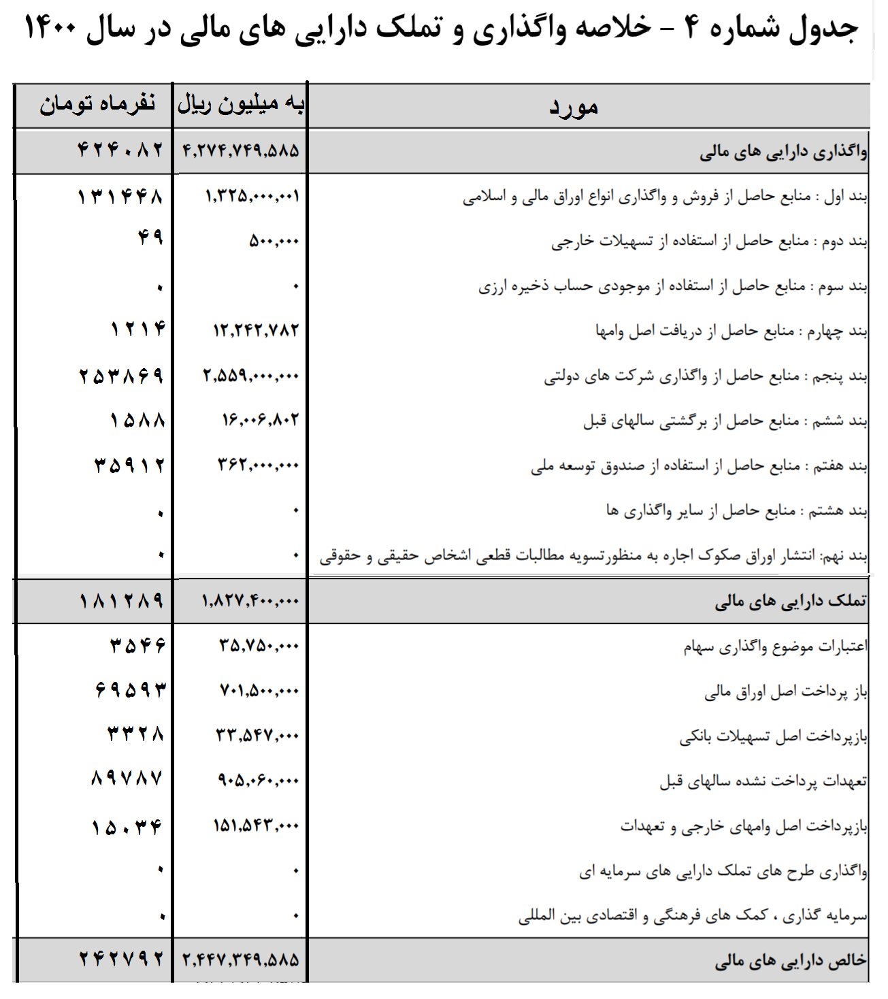 جدول شماره ۴ - خلاصه واگذاری و تملک دارایی های مالی در سال ۱۴۰۰
مورد به میلیون ریال نفرماه تومان
واگذاری دارایی های مالی ۴,۲۷۴,۷۴۹,۵۸۵ ۴۲۴۰۸۲
بند اول : منابع حاصل از فروش و واگذاری انواع اوراق مالی و اسلامی ۱,۳۲۵,۰۰۰,۰۰۱ ۱۳۱۴۴۸
بند دوم : منابع حاصل از استفاده از تسهیلات خارجی ۵۰۰,۰۰۰ ۴۹
بند سوم : منابع حاصل از استفاده از موجودی حساب ذخیره ارزی ۰ ۰
بند چهارم : منابع حاصل از دریافت اصل وامها ۱۲,۲۴۲,۷۸۲ ۱۲۱۴
بند پنجم : منابع حاصل از واگذاری شرکت های دولتی ۲,۵۵۹,۰۰۰,۰۰۰ ۲۵۳۸۶۹
بند ششم : منابع حاصل از برگشتی سالهای قبل ۱۶,۰۰۶,۸۰۲ ۱۵۸۸
بند هفتم : منابع حاصل از استفاده از صندوق توسعه ملی ۳۶۲,۰۰۰,۰۰۰ ۳۵۹۱۲
بند هشتم : منابع حاصل از سایر واگذاری ها ۰ ۰
بند نهم: انتشار اوراق صکوک اجاره به منظورتسویه مطالبات قطعی اشخاص حقیقی و حقوقی ۰ ۰
تملک دارایی های مالی ۱,۸۲۷,۴۰۰,۰۰۰ ۱۸۱۲۸۹
اعتبارات موضوع واگذاری سهام ۳۵,۷۵۰,۰۰۰ ۳۵۴۶
باز پرداخت اصل اوراق مالی ۷۰۱,۵۰۰,۰۰۰ ۶۹۵۹۳
بازپرداخت اصل تسهیلات بانکی ۳۳,۵۴۷,۰۰۰ ۳۳۲۸
تعهدات پرداخت نشده سالهای قبل ۹۰۵,۰۶۰,۰۰۰ ۸۹۷۸۷
بازپرداخت اصل وامهای خارجی و تعهدات ۱۵۱,۵۴۳,۰۰۰ ۱۵۰۳۴
واگذاری طرح های تملک دارایی های سرمایه ای ۰ ۰
سرمایه گذاری ، کمک های فرهنگی و اقتصادی بین المللی ۰ ۰
خالص دارایی های مالی ۲,۴۴۷,۳۴۹,۵۸۵ ۲۴۲۷۹۲